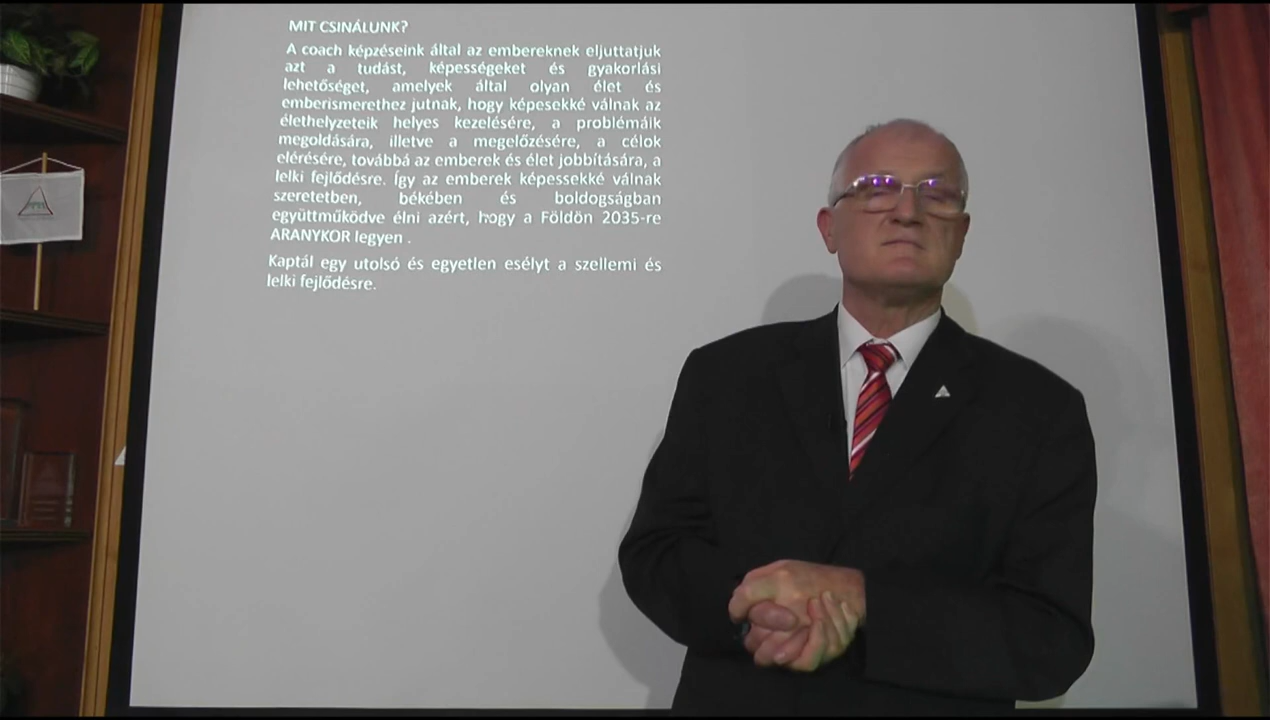 MIT CSINÁLUNK?
A coach képzéseink által az embereknek eljuttatjuk
azt a tudást, képességeket és gyakorlási
lehetőséget, amelyek által olyan élet és
emberismerethez jutnak, hogy képesekké válnak az
élethelyzeteik helyes kezelésére, a problémáik
megoldására, illetve a megelőzésére, a célok
elérésére, továbbá az emberek és élet jobbítására, a
lelki fejlődésre. Így az emberek képessekké válnak
szeretetben, békében és boldogságban
együttműködve élni azért, hogy a Földön 2035-re
ARANYKOR legyen .
Kaptál egy utolsó és egyetlen esélyt a szellemi és
lelki fejlődésre.